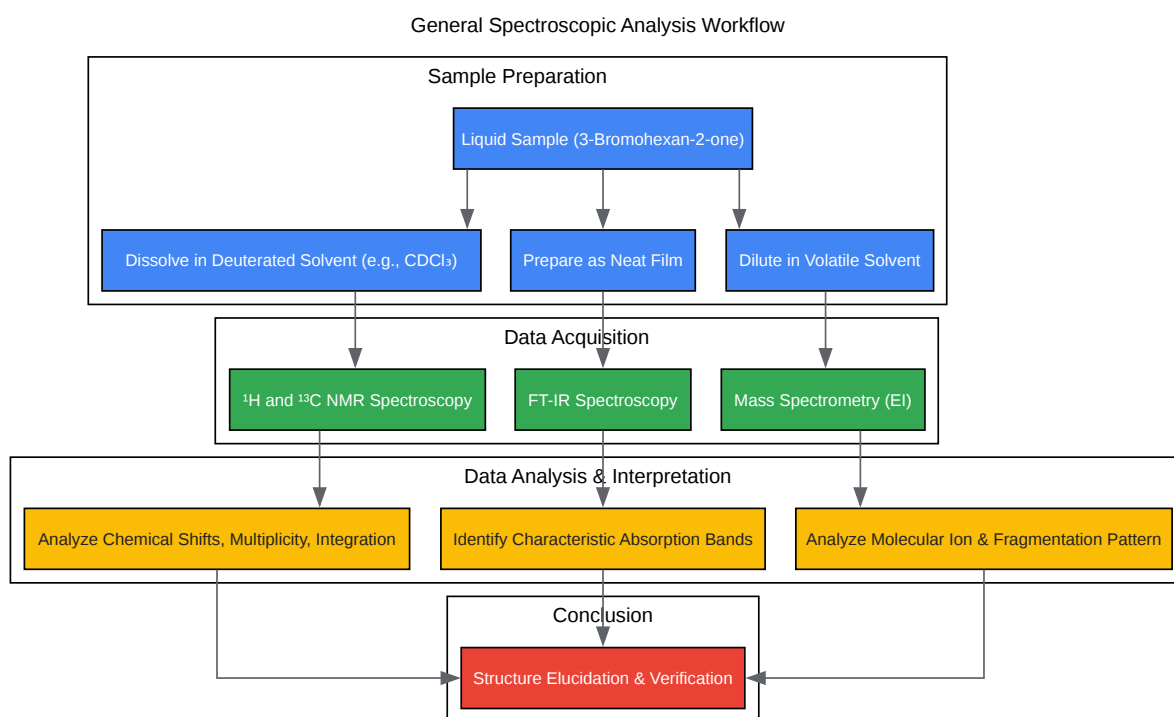 General Spectroscopic Analysis Workflow
Sample Preparation
Liquid Sample (3-Bromohexan-2-one)
Dissolve in Deuterated Solvent (e.g., CDCl₃)
Prepare as Neat Film
Dilute in Volatile Solvent
Data Acquisition
¹H and ¹³C NMR Spectroscopy
FT-IR Spectroscopy
Mass Spectrometry (EI)
Data Analysis & Interpretation
Analyze Chemical Shifts, Multiplicity, Integration
Identify Characteristic Absorption Bands
Analyze Molecular Ion & Fragmentation Pattern
Conclusion
Structure Elucidation & Verification